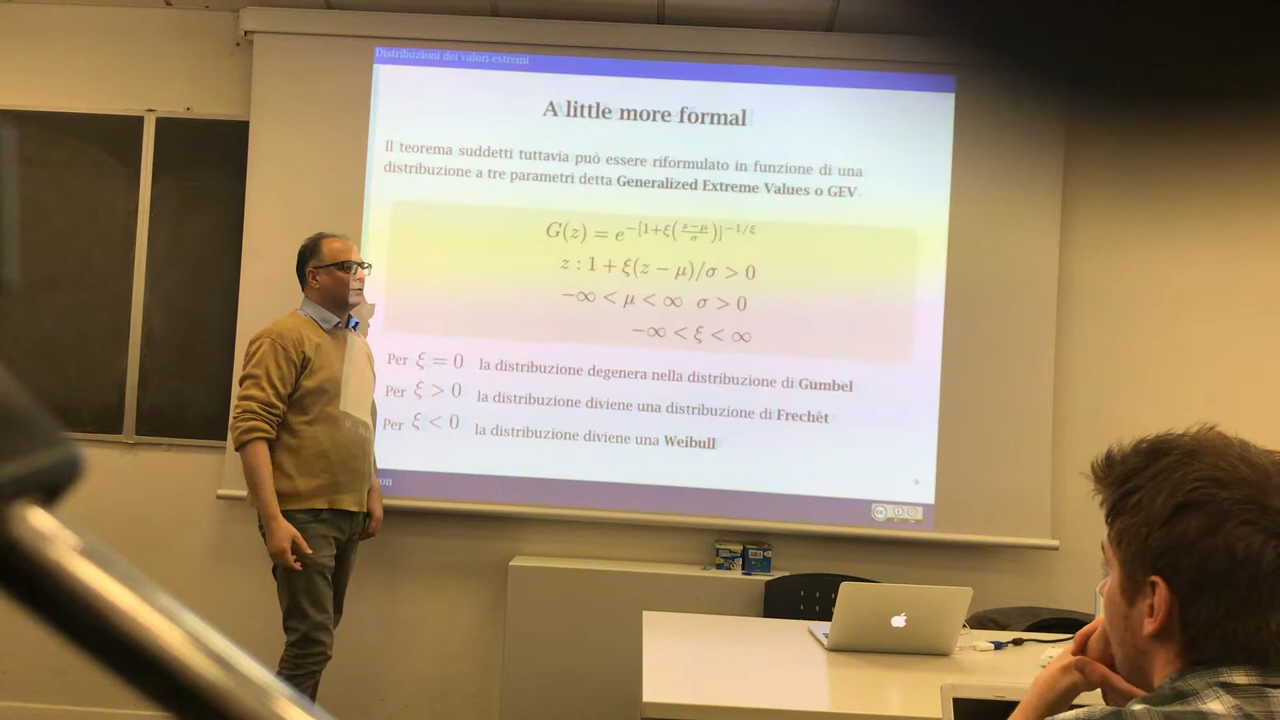 Distribuzioni dei valori estremi
A little more formal
Il teorema suddetti tuttavia può essere riformulato in funzione di una
distribuzione a tre parametri detta Generalized Extreme Values o GEV
G(z) = e^{-[1+ξ(\frac{z-μ}{σ})]^{-1/ξ}}
z : 1 + ξ(z − μ)/σ > 0
−∞ < μ < ∞ σ > 0
−∞ < ξ < ∞
Per ξ = 0 la distribuzione degenera nella distribuzione di Gumbel
Per ξ > 0 la distribuzione diviene una distribuzione di Frechêt
Per ξ < 0 la distribuzione diviene una Weibull